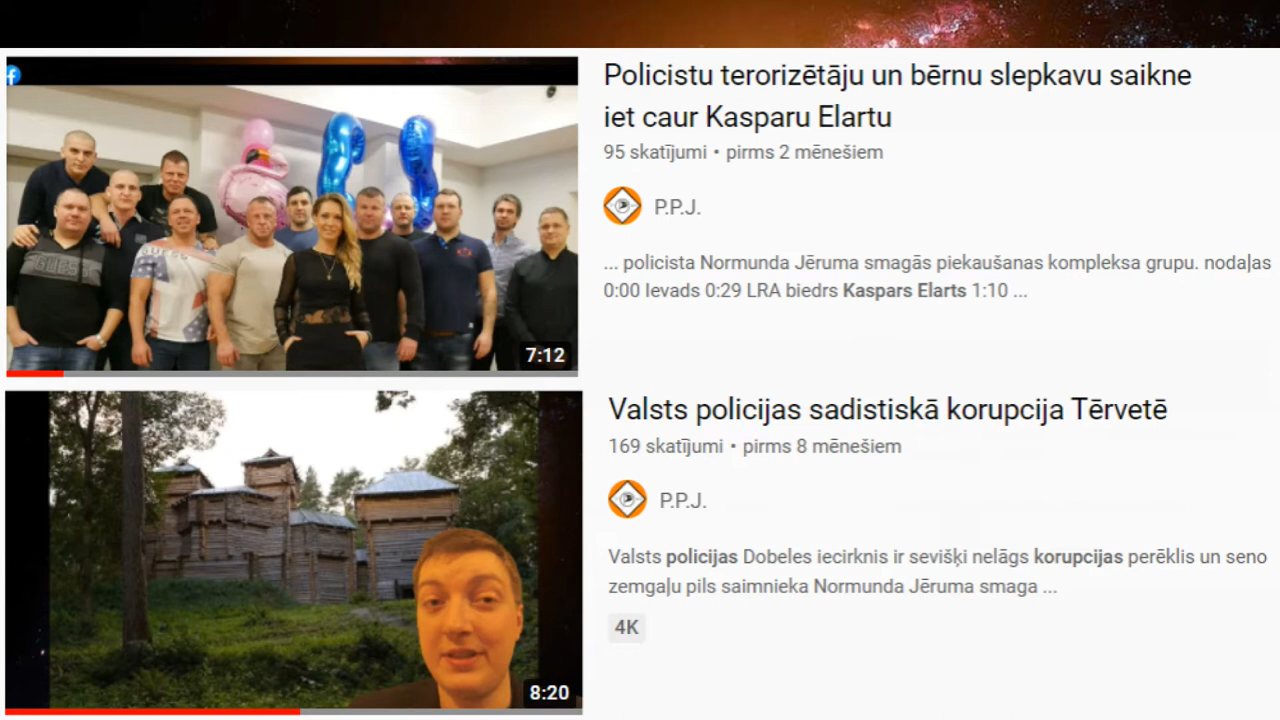 Policistu terorizētāju un bērnu slepkavu saikne
iet caur Kasparu Elartu
95 skatījumi • pirms 2 mēnešiem
P.P.J.
... policista Normunda Jēruma smagās piekaušanas kompleksa grupu. nodaļas
0:00 Ievads 0:29 LRA biedrs Kaspars Elarts 1:10 ...
GUESS
GUESS
7:12
Valsts policijas sadistiskā korupcija Tērvetē
169 skatījumi • pirms 8 mēnešiem
P.P.J.
Valsts policijas Dobeles iecirknis ir sevišķi nelāgs korupcijas perēklis un seno
zemgaļu pils saimnieka Normunda Jēruma smaga ...
4K
8:20